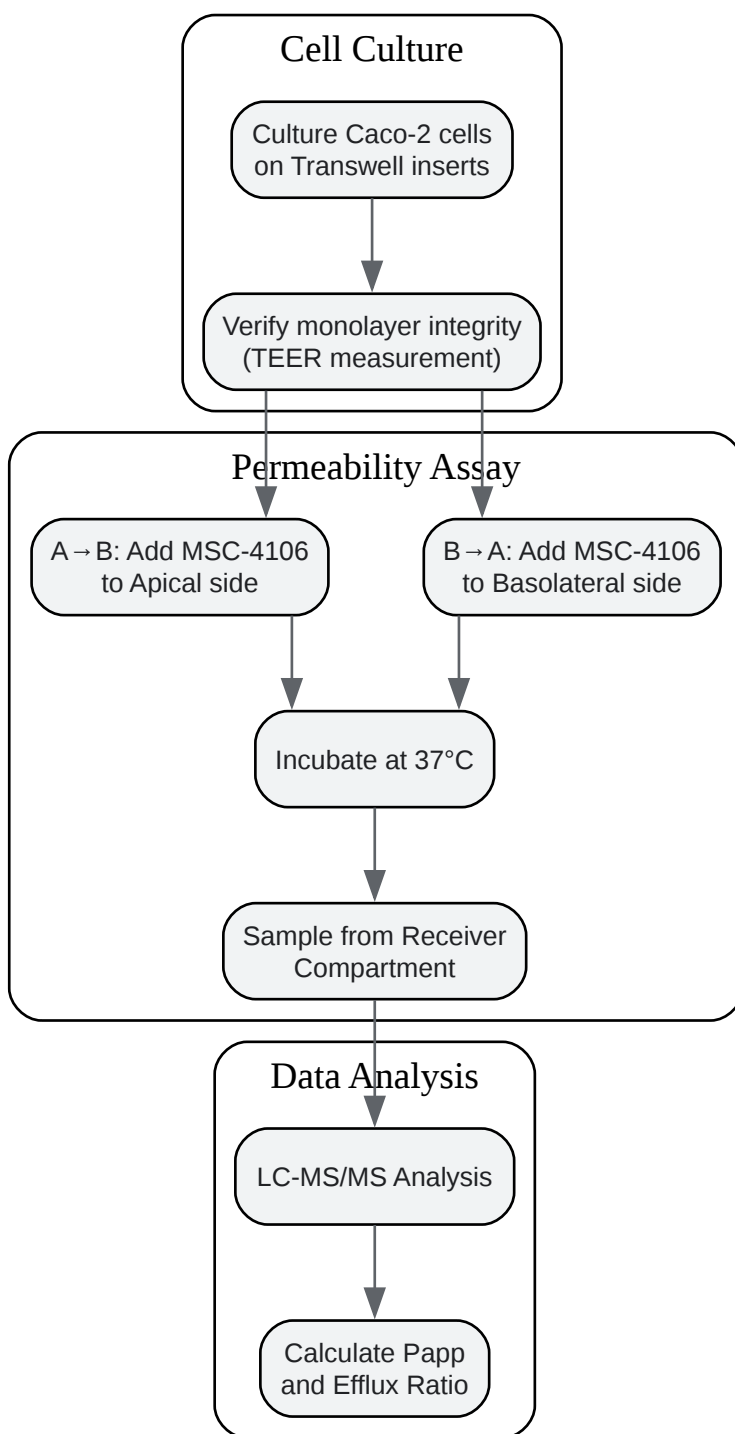 Cell Culture
Culture Caco-2 cells
on Transwell inserts
Verify monolayer integrity
(TEER measurement)
Permeability Assay
A→B: Add MSC-4106
to Apical side
B→A: Add MSC-4106
to Basolateral side
Incubate at 37°C
Sample from Receiver
Compartment
Data Analysis
LC-MS/MS Analysis
Calculate Papp
and Efflux Ratio